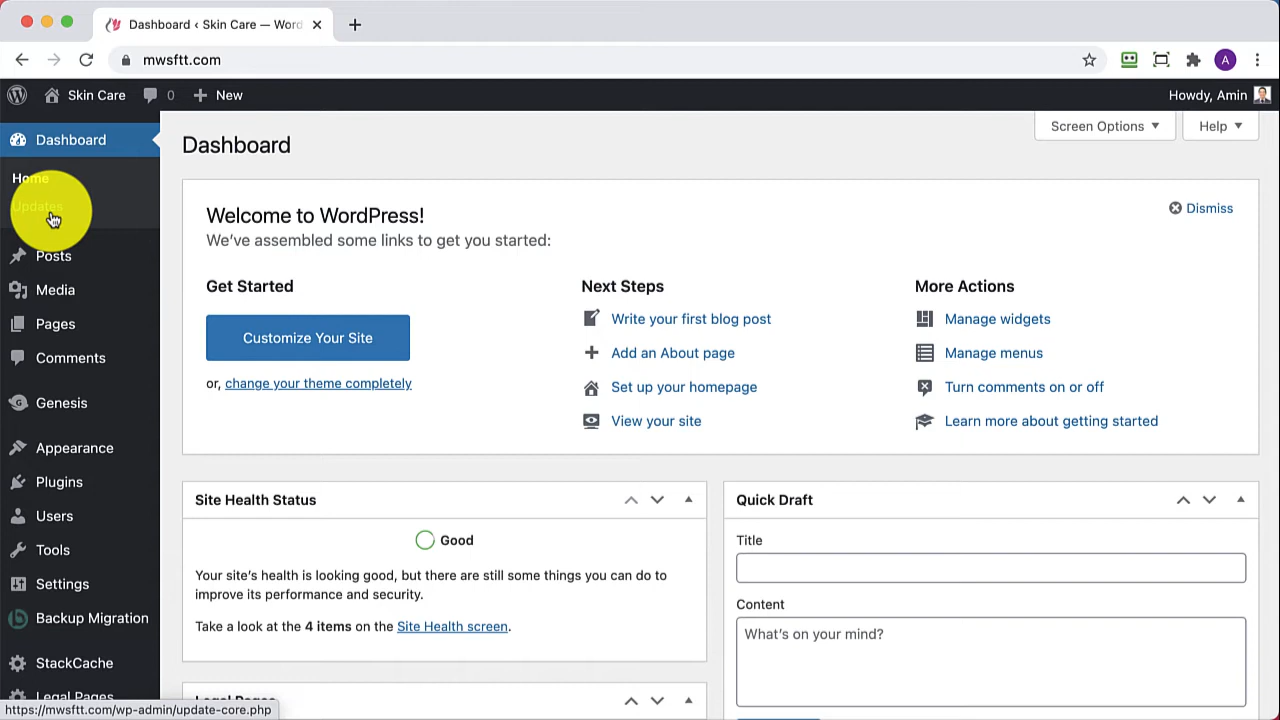 Dashboard ‹ Skin Care — Word
mwsftt.com
A
Skin Care
0
New
Howdy, Amin
Dashboard
Home
Updates
Posts
Media
Pages
Comments
Genesis
Appearance
Plugins
Users
Tools
Settings
Backup Migration
StackCache
Legal Pages
Dashboard
Screen Options
Help
Welcome to WordPress!
Dismiss
We've assembled some links to get you started:
Get Started
Customize Your Site
or, change your theme completely
Next Steps
Write your first blog post
Add an About page
Set up your homepage
View your site
More Actions
Manage widgets
Manage menus
Turn comments on or off
Learn more about getting started
Site Health Status
Good
Your site's health is looking good, but there are still some things you can do to
improve its performance and security.
Take a look at the 4 items on the Site Health screen.
Legal Pages
Quick Draft
Title
Content
What's on your mind?
https://mwsftt.com/wp-admin/update-core.php